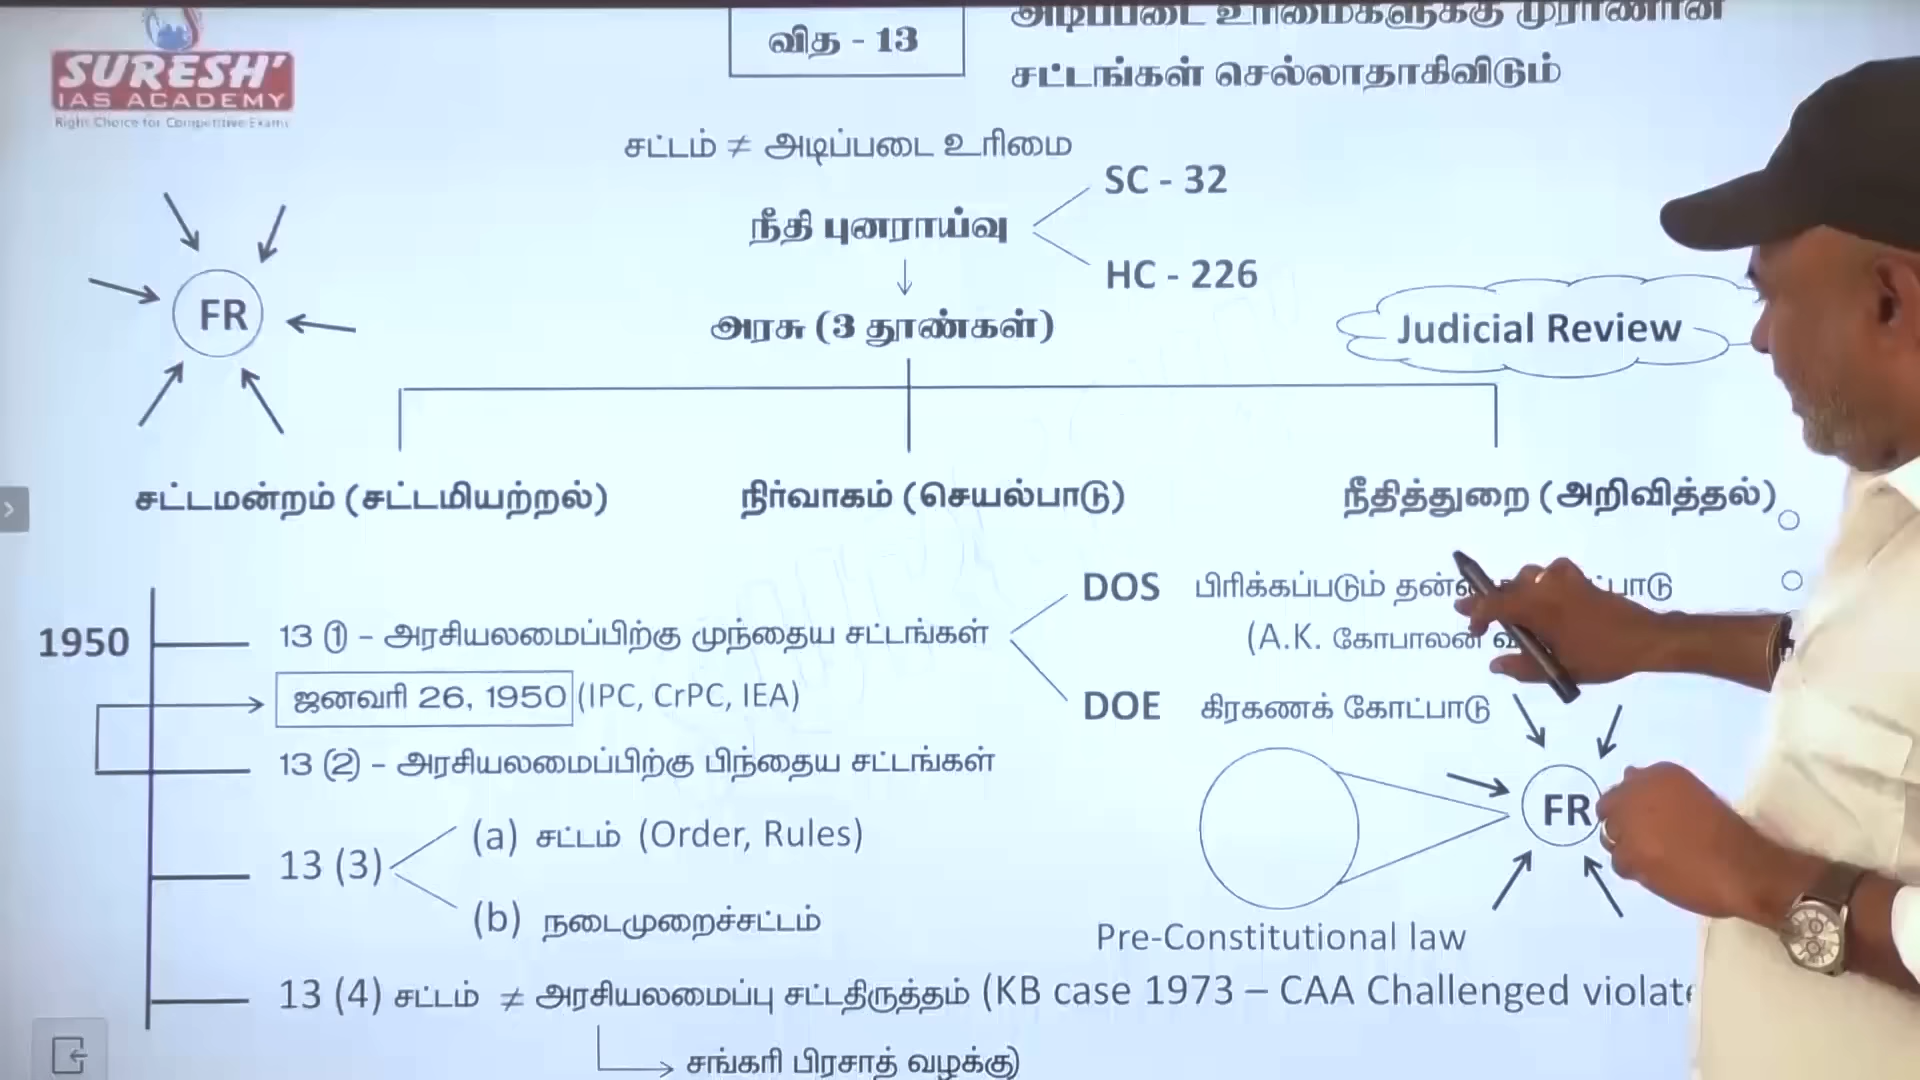 SURESH'
IAS ACADEMY
Right Choice for Competitive Exams
விதி - 13
அடிப்படை உரிமைகளுக்கு முரணான
சட்டங்கள் செல்லாதாகிவிடும்
சட்டம் ≠ அடிப்படை உரிமை
SC - 32
நீதி புனராய்வு
HC - 226
FR
அரசு (3 தூண்கள்)
Judicial Review
சட்டமன்றம் (சட்டமியற்றல்)
நிர்வாகம் (செயல்பாடு)
நீதித்துறை (அறிவித்தல்)
1950
13 (1) - அரசியலமைப்பிற்கு முந்தைய சட்டங்கள்
DOS பிரிக்கப்படும்
(A.K. கோபாலன்
ஜனவரி 26, 1950 (IPC, CrPC, IEA)
DOE கிரகணக் கோட்பாடு
13 (2) - அரசியலமைப்பிற்கு பிந்தைய சட்டங்கள்
FR
13 (3)
(a) சட்டம் (Order, Rules)
(b) நடைமுறைச்சட்டம்
Pre-Constitutional law
13 (4) சட்டம் ≠ அரசியலமைப்பு சட்டதிருத்தம் (KB case 1973 – CAA Challenged
சங்கரி பிரசாத் வழக்கு)